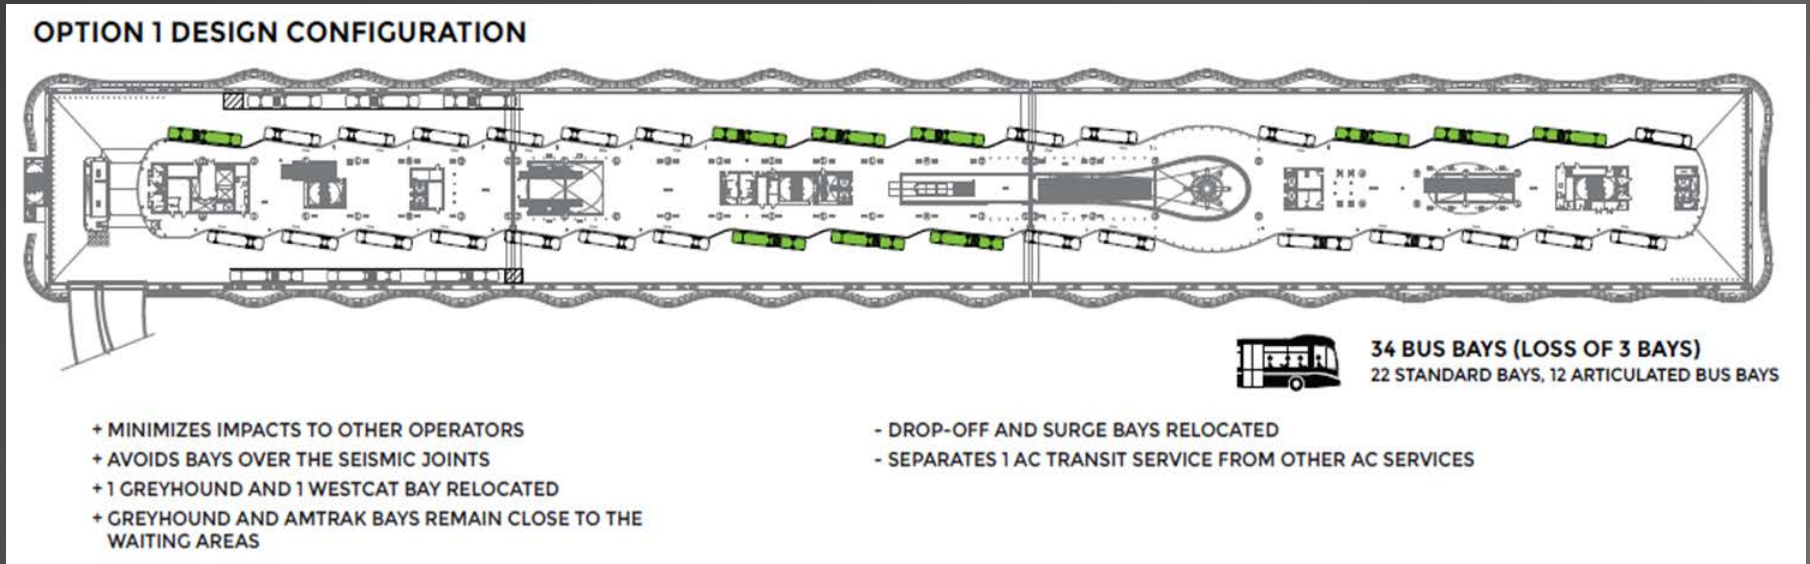 OPTION 1 DESIGN CONFIGURATION
34 BUS BAYS (LOSS OF 3 BAYS)
22 STANDARD BAYS, 12 ARTICULATED BUS BAYS
+ MINIMIZES IMPACTS TO OTHER OPERATORS
+ AVOIDS BAYS OVER THE SEISMIC JOINTS
+ 1 GREYHOUND AND 1 WESTCAT BAY RELOCATED
+ GREYHOUND AND AMTRAK BAYS REMAIN CLOSE TO THE
WAITING AREAS
- DROP-OFF AND SURGE BAYS RELOCATED
- SEPARATES 1 AC TRANSIT SERVICE FROM OTHER AC SERVICES